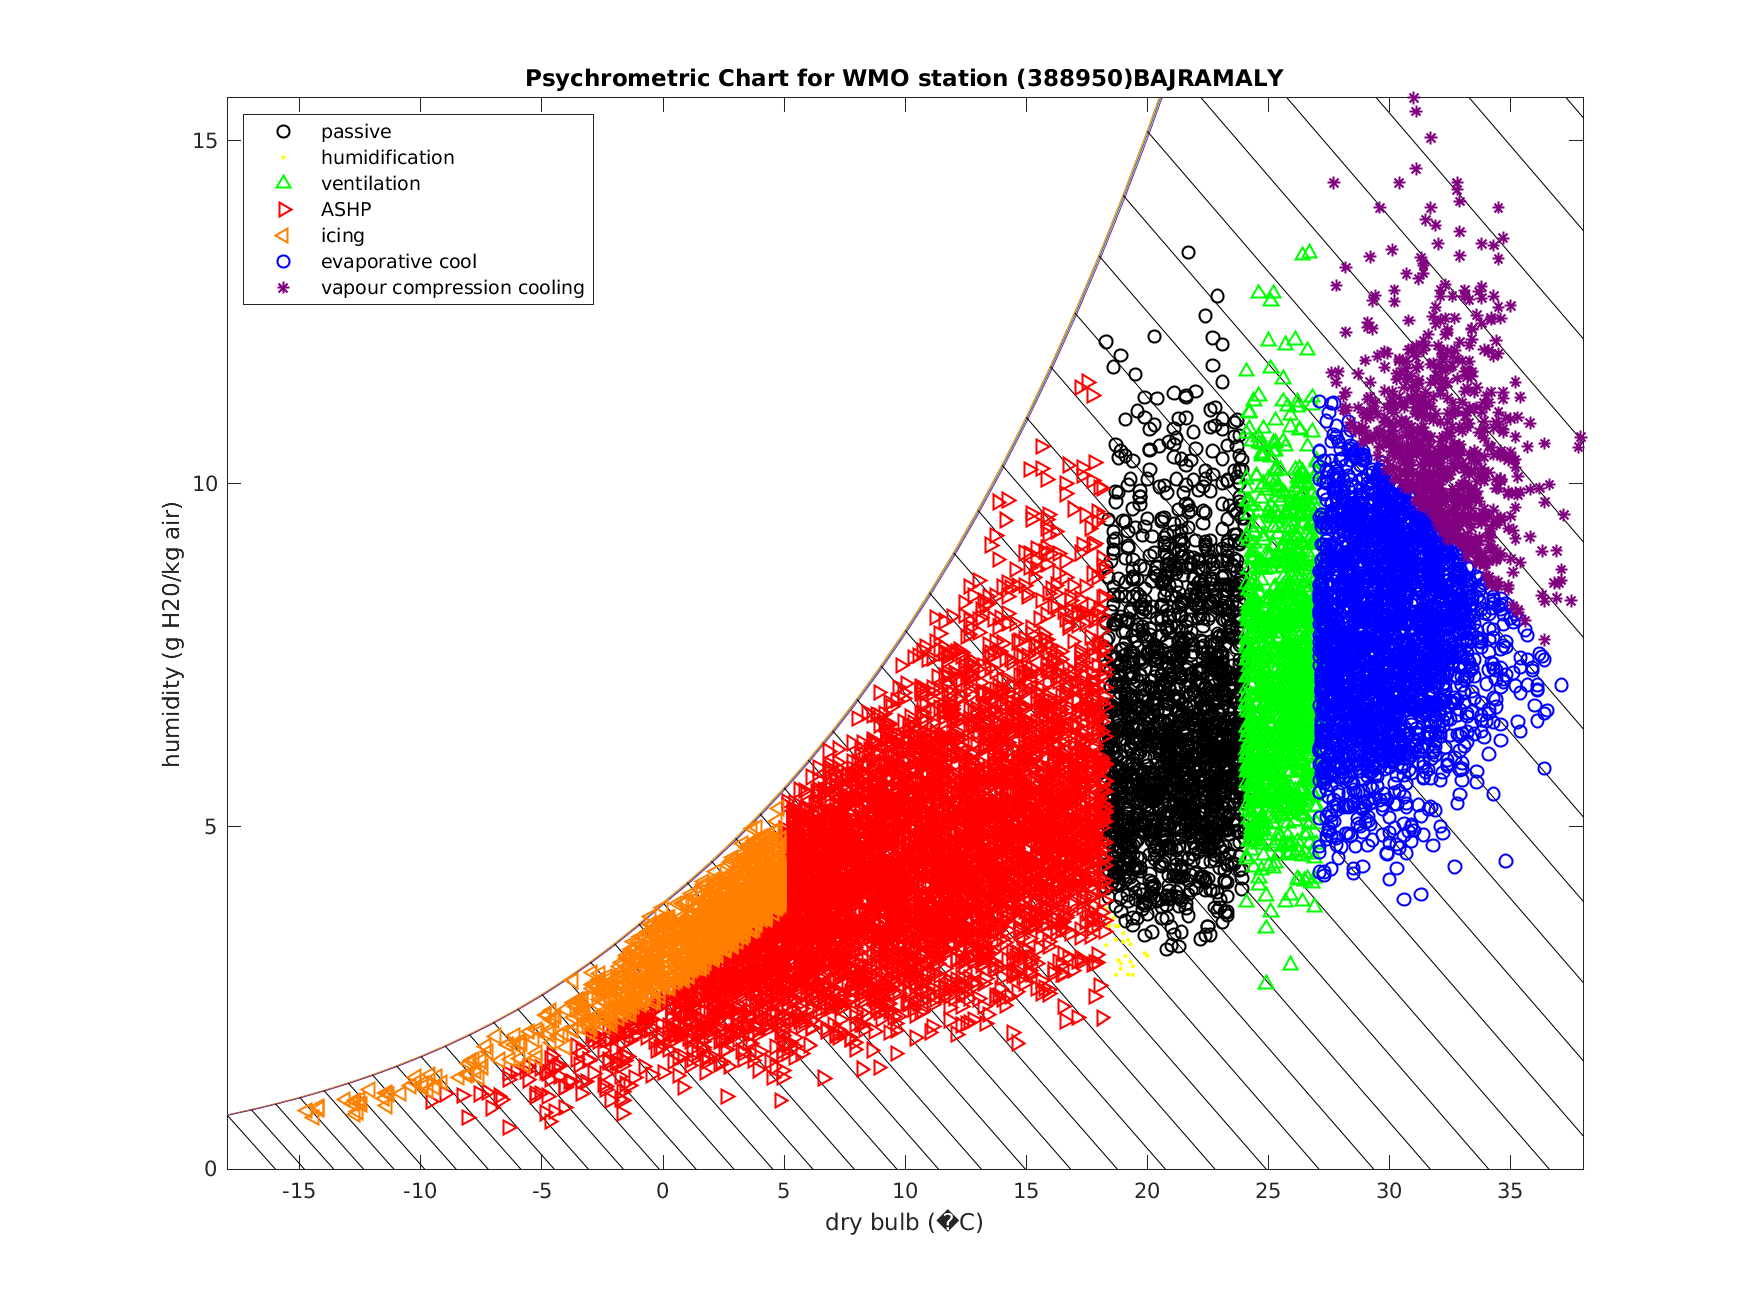 Psychrometric Chart for WMO station (388950)BAJRAMALY
passive
humidification
ventilation
ASHP
icing
evaporative cool
vapour compression cooling
15
10
5
0
humidity (g H20/kg air)
-15 -10 -5 0 5 10 15 20 25 30 35
dry bulb (�C)